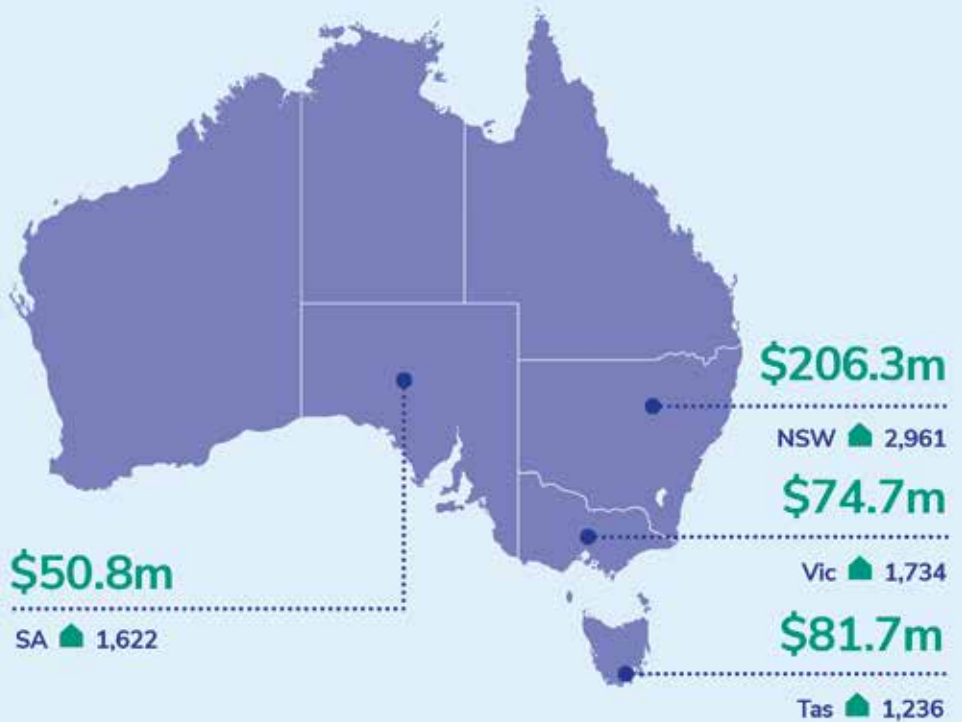 $206.3m
NSW 2,961
$74.7m
Vic 1,734
$50.8m
SA 1,622
$81.7m
Tas 1,236